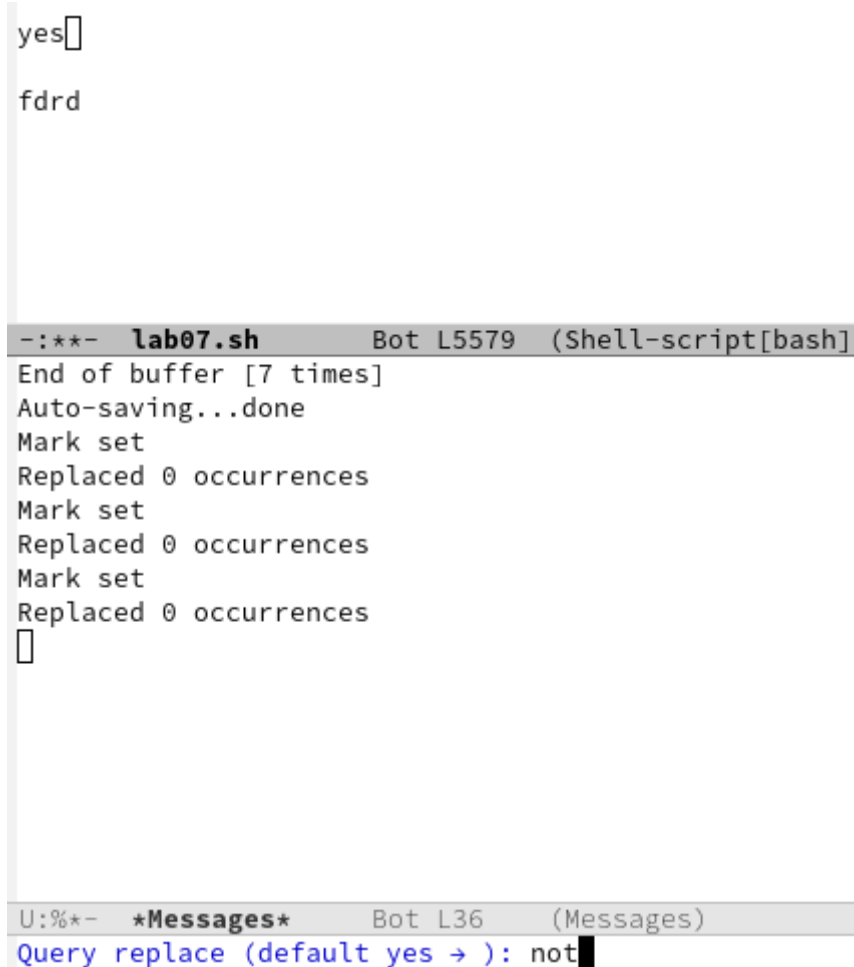 yes
fdrd
-:**-  lab07.sh       Bot L5579  (Shell-script[bash]
End of buffer [7 times]
Auto-saving...done
Mark set
Replaced 0 occurrences
Mark set
Replaced 0 occurrences
Mark set
Replaced 0 occurrences
U:%*-  *Messages*     Bot L36    (Messages)
Query replace (default yes → ): not